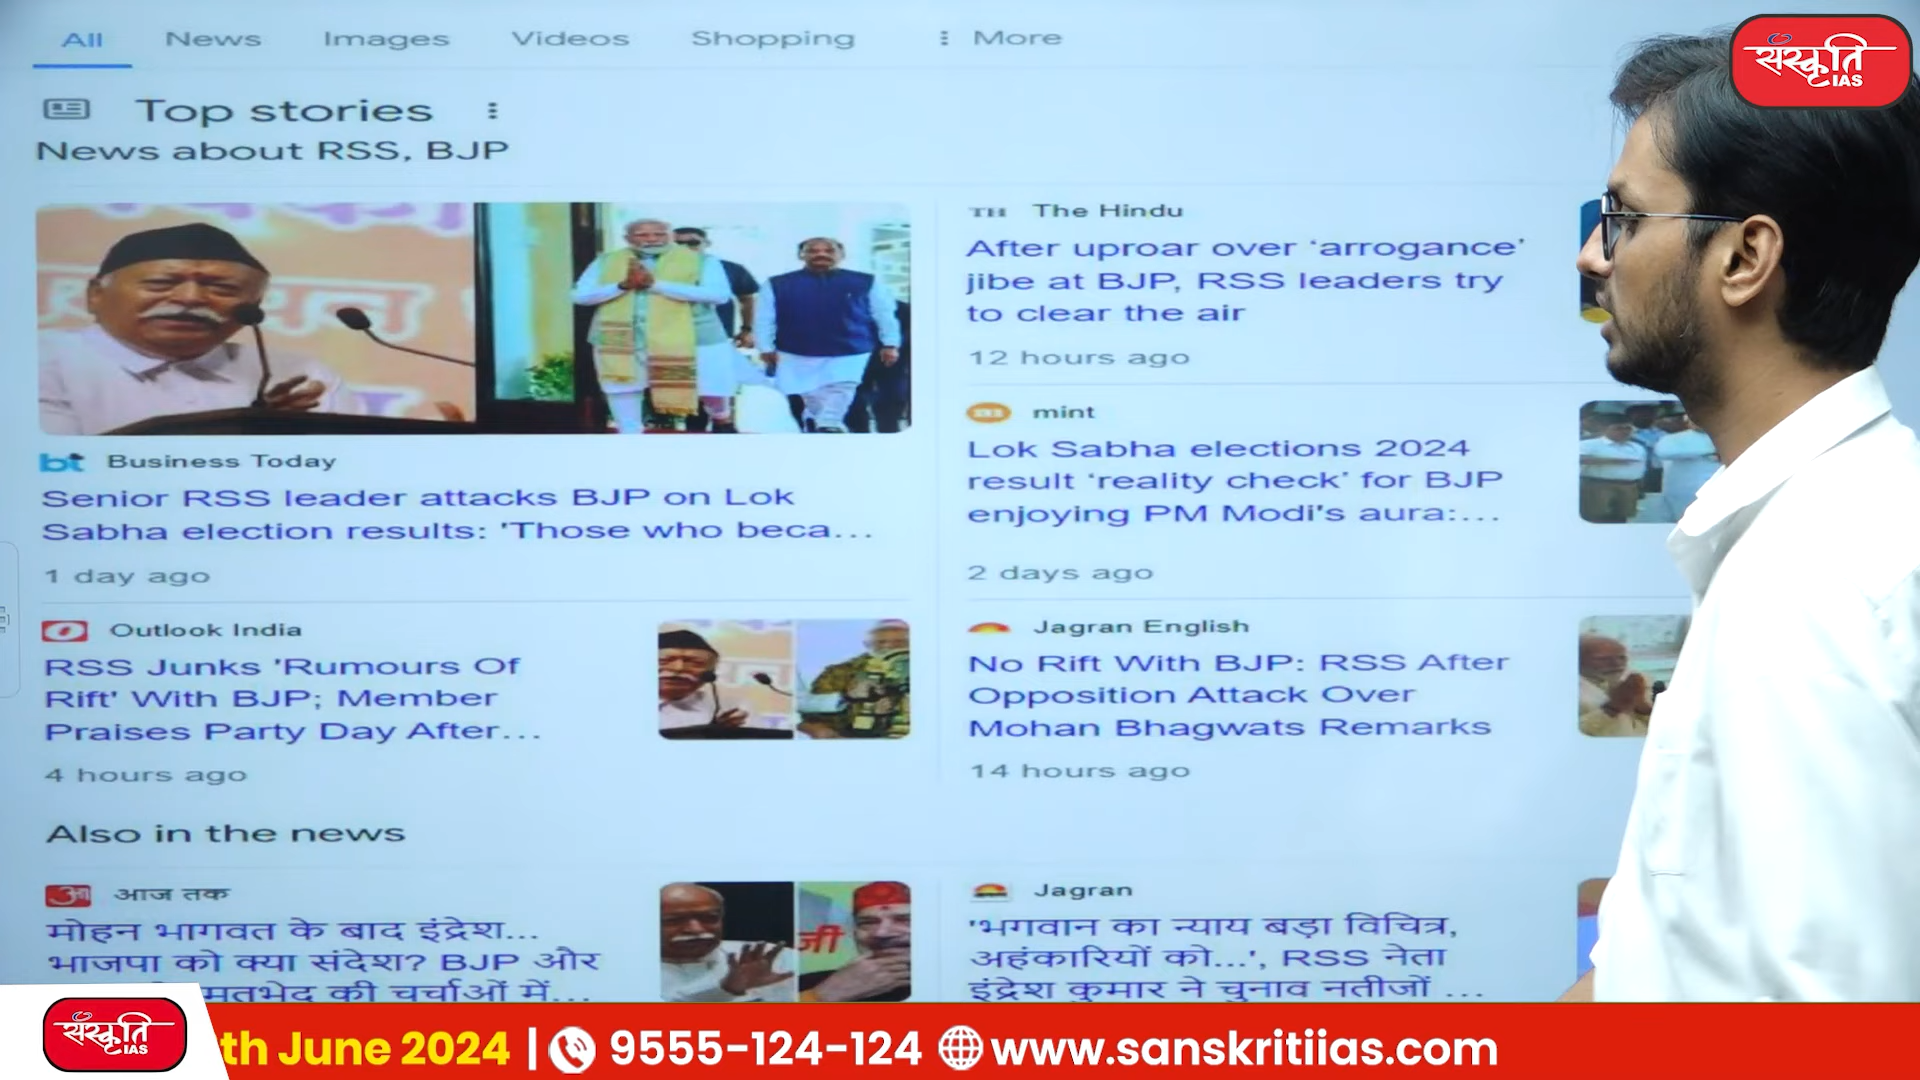 All News Images Videos Shopping More
संस्कृति IAS
Top stories
News about RSS, BJP
Business Today
Senior RSS leader attacks BJP on Lok
Sabha election results: 'Those who beca...
1 day ago
TH The Hindu
After uproar over ‘arrogance’
jibe at BJP, RSS leaders try
to clear the air
12 hours ago
mint
Lok Sabha elections 2024
result ‘reality check’ for BJP
enjoying PM Modi's aura:...
2 days ago
Outlook India
RSS Junks 'Rumours Of
Rift' With BJP; Member
Praises Party Day After...
4 hours ago
Jagran English
No Rift With BJP: RSS After
Opposition Attack Over
Mohan Bhagwats Remarks
14 hours ago
Also in the news
आज तक
मोहन भागवत के बाद इंद्रेश...
भाजपा को क्या संदेश? BJP और
मतभेद की चर्चाओं में...
जी
Jagran
'भगवान का न्याय बड़ा विचित्र,
अहंकारियों को...', RSS नेता
इंद्रेश कुमार ने चुनाव नतीजों ...
संस्कृति IAS
th June 2024 | 9555-124-124 www.sanskritiias.com